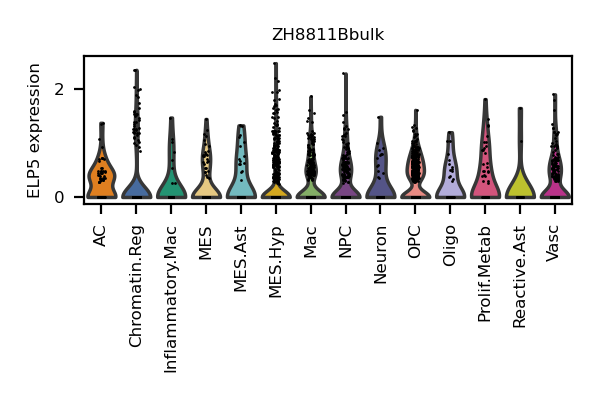 ZH8811Bbulk
ELP5 expression
2
0
AC
Chromatin.Reg
Inflammatory.Mac
MES
MES.Ast
MES.Hyp
Mac
NPC
Neuron
OPC
Oligo
Prolif.Metab
Reactive.Ast
Vasc